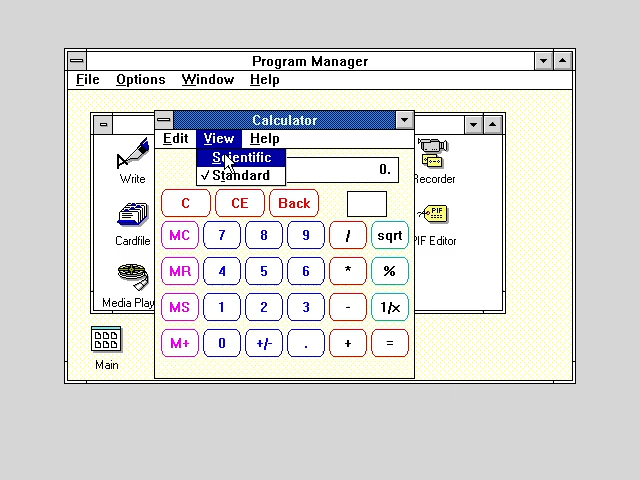 Program Manager
File Options Window Help
Calculator
Edit View Help
Scientific
✓ Standard
0.
Write
Recorder
C CE Back
MC 7 8 9 / sqrt
Cardfile
PIF Editor
MR 4 5 6 * %
MS 1 2 3 - 1/x
Media Play
M+ 0 +/- . + =
Main